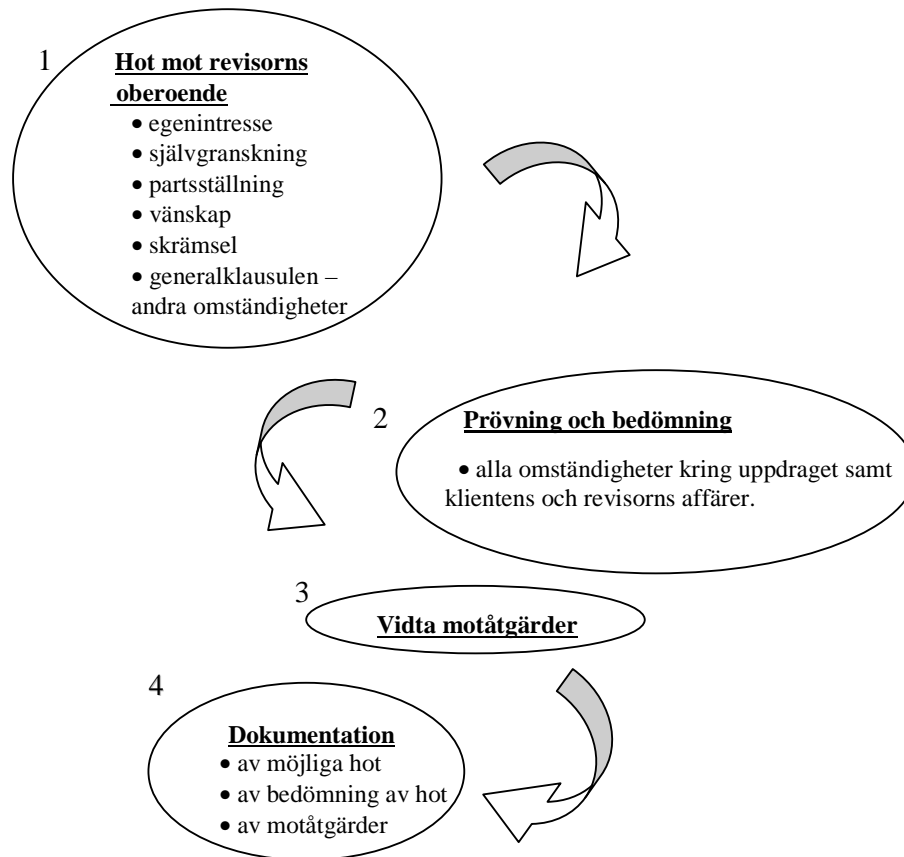 1
Hot mot revisorns
oberoende
• egenintresse
• självgranskning
• partsställning
• vänskap
• skrämsel
• generalklausulen –
andra omständigheter
2
Prövning och bedömning
• alla omständigheter kring uppdraget samt
klientens och revisorns affärer.
3
Vidta motåtgärder
4
Dokumentation
• av möjliga hot
• av bedömning av hot
• av motåtgärder